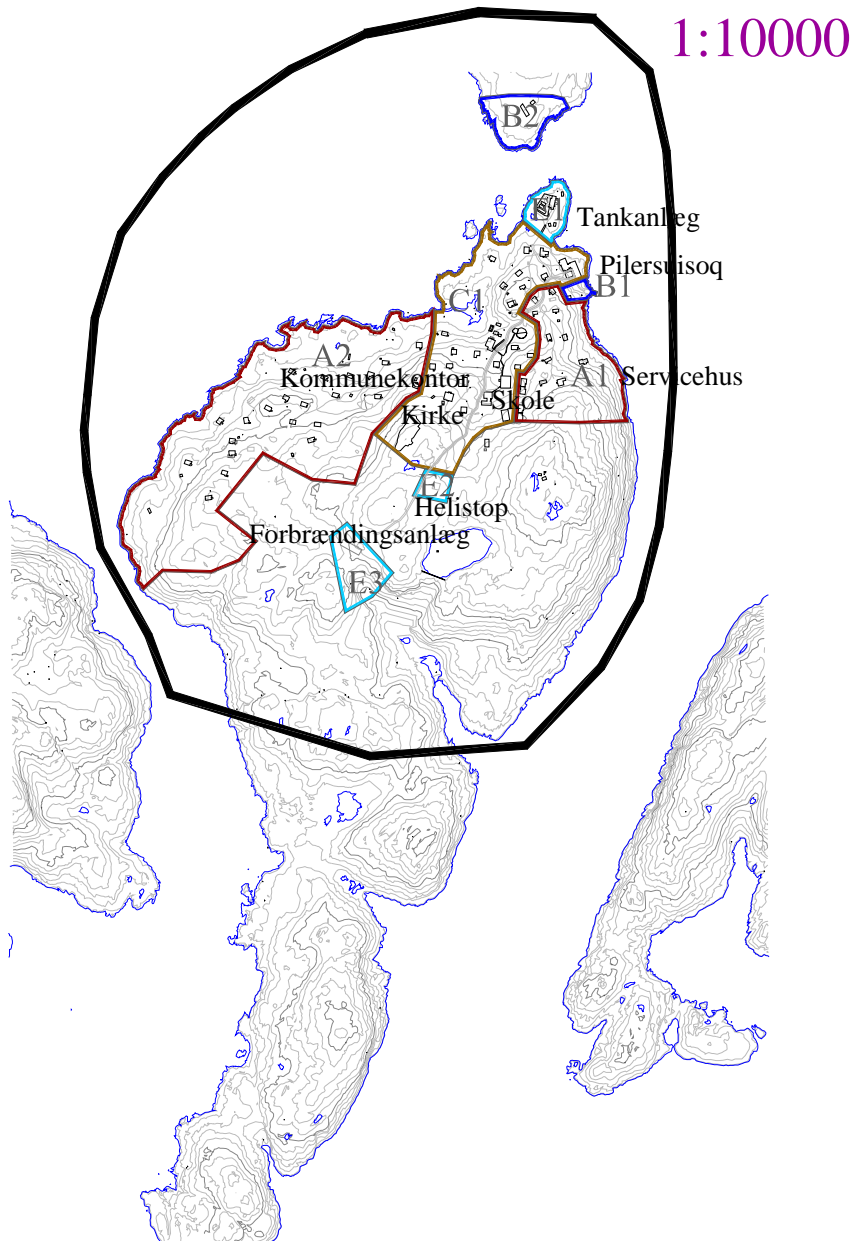 1:10000
B2
E1
Tankanlæg
Pilersuisoq
B1
C1
A2
Kommunekontor
A1
Servicehus
Skole
Kirke
E2
Helistop
Forbrændingsanlæg
E3